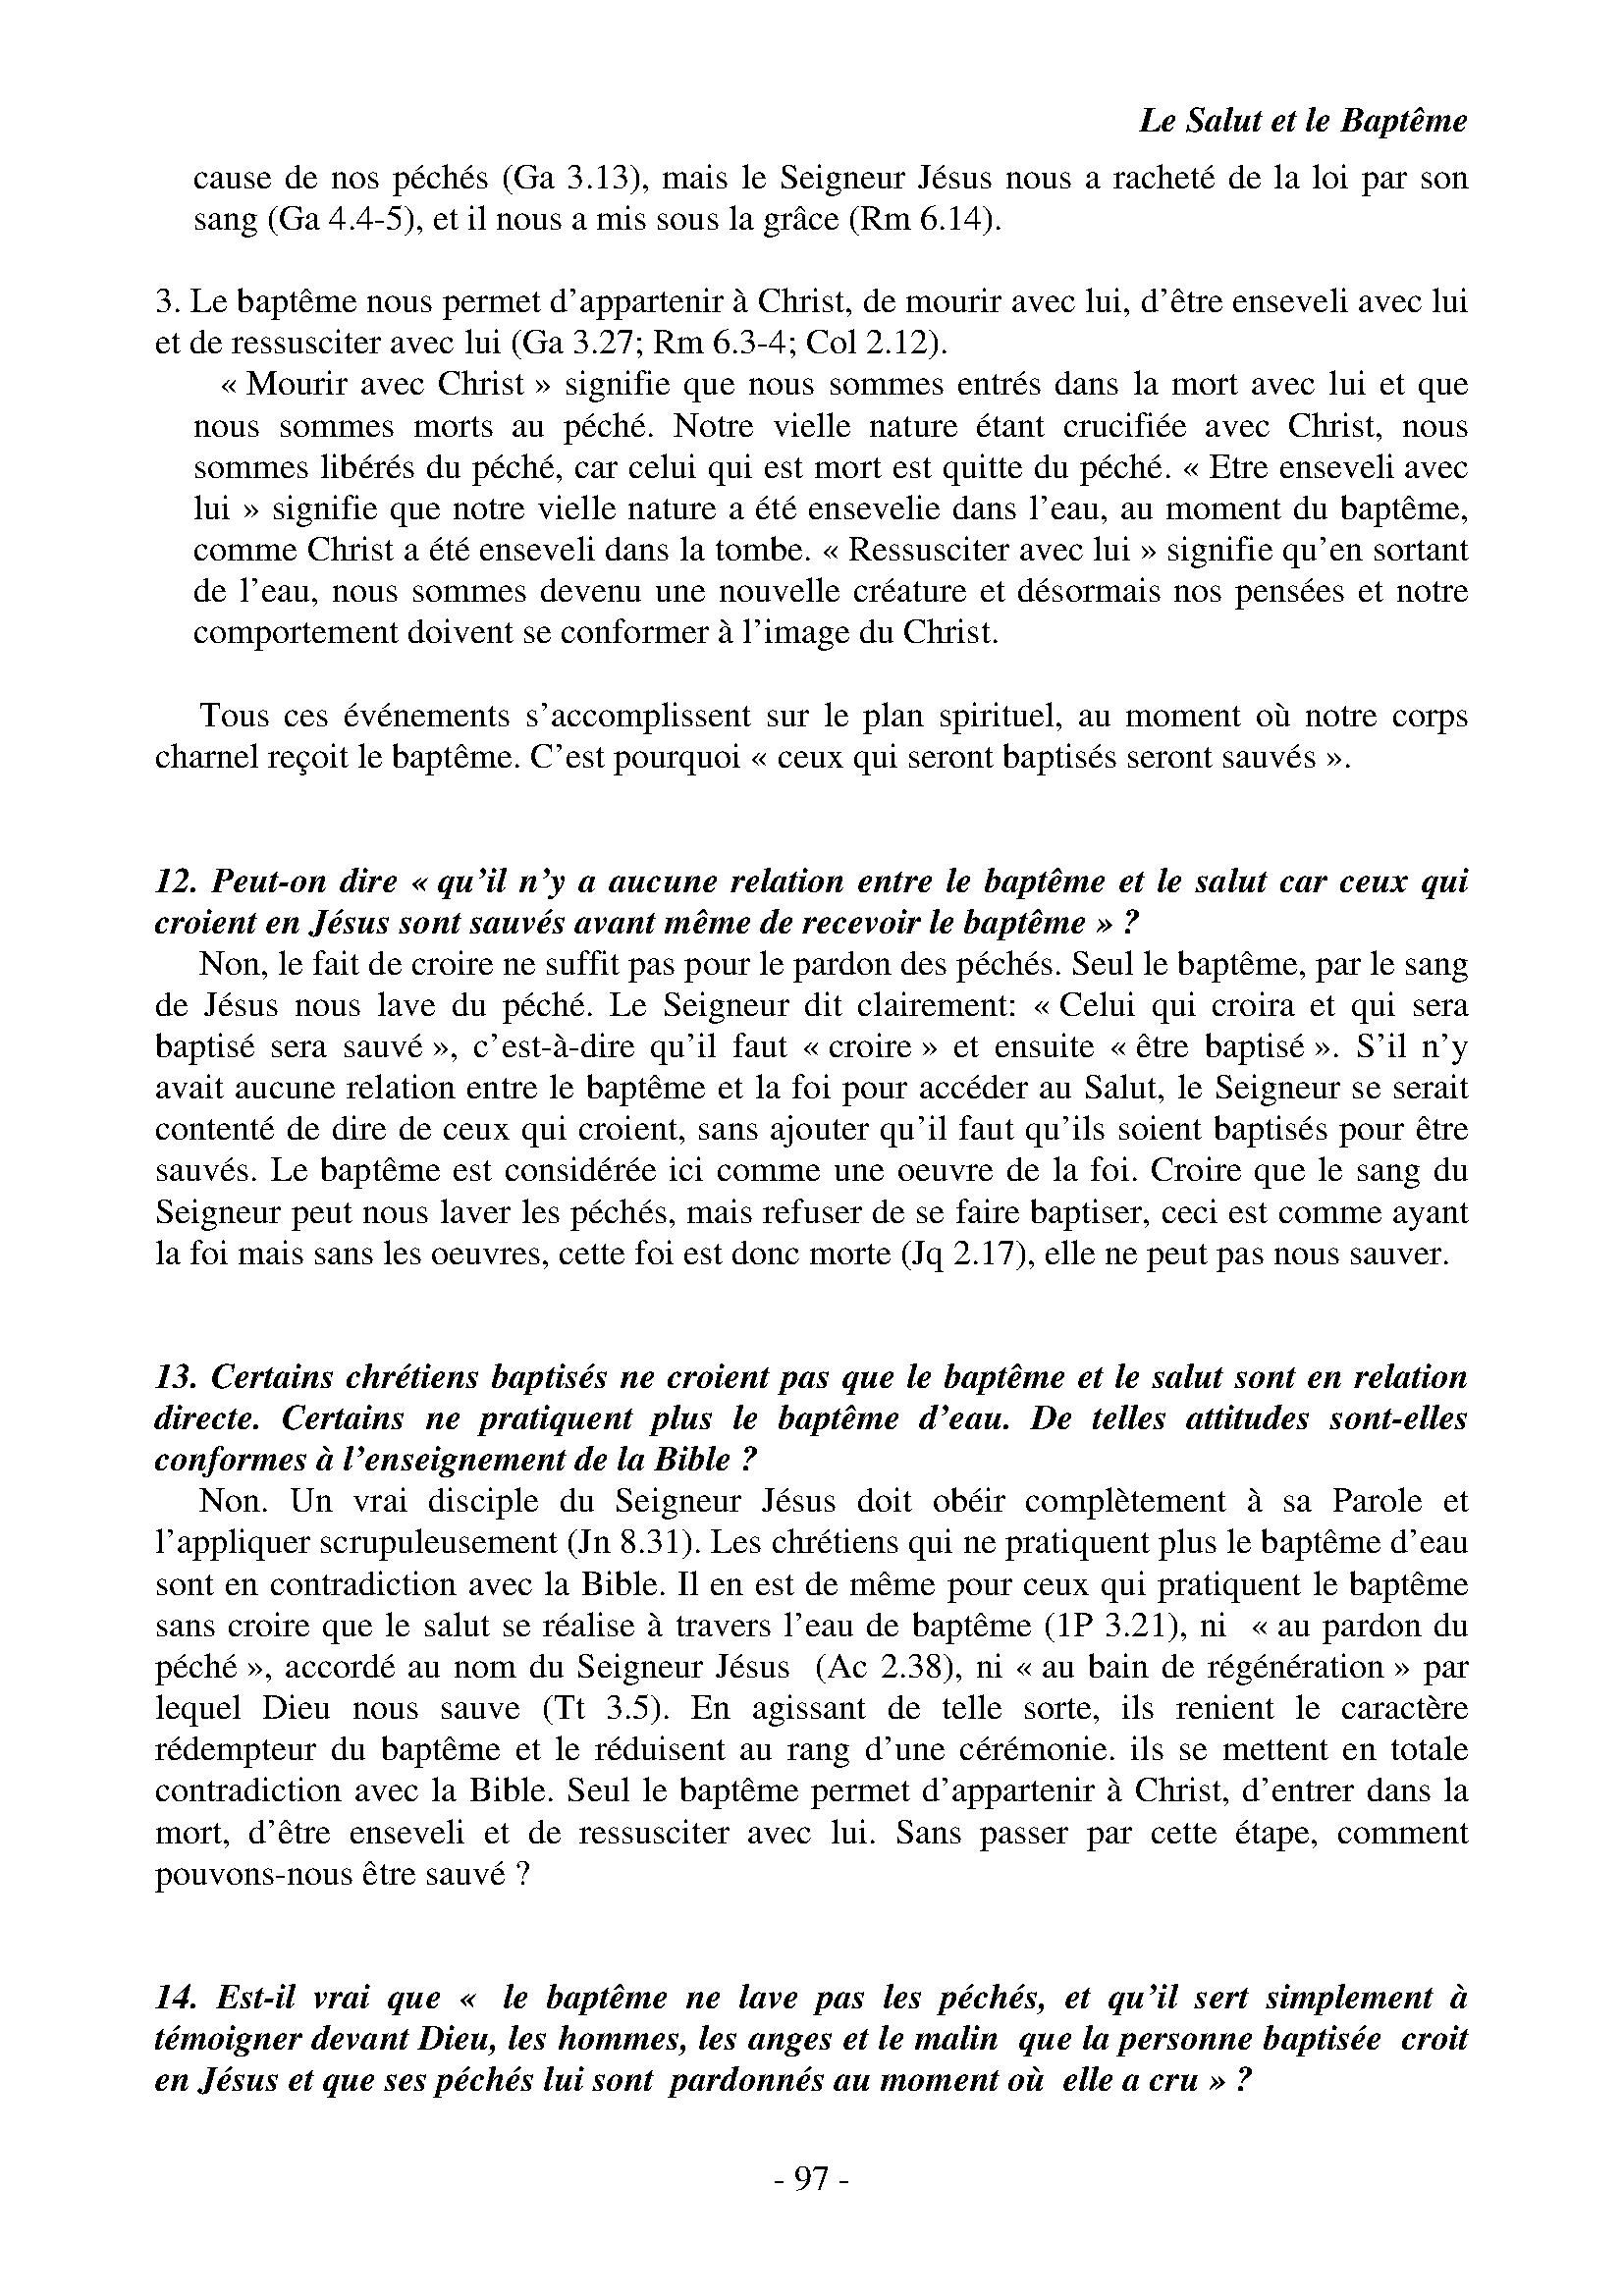 Le Salut et le Baptême
cause de nos péchés (Ga 3.13), mais le Seigneur Jésus nous a racheté de la loi par son
sang (Ga 4.4-5), et il nous a mis sous la grâce (Rm 6.14).
3. Le baptême nous permet d’appartenir à Christ, de mourir avec lui, d’être enseveli avec lui
et de ressusciter avec lui (Ga 3.27; Rm 6.3-4; Col 2.12).
« Mourir avec Christ » signifie que nous sommes entrés dans la mort avec lui et que
nous sommes morts au péché. Notre vielle nature étant crucifiée avec Christ, nous
sommes libérés du péché, car celui qui est mort est quitte du péché. « Etre enseveli avec
lui » signifie que notre vielle nature a été ensevelie dans l’eau, au moment du baptême,
comme Christ a été enseveli dans la tombe. « Ressusciter avec lui » signifie qu’en sortant
de l’eau, nous sommes devenu une nouvelle créature et désormais nos pensées et notre
comportement doivent se conformer à l’image du Christ.
Tous ces événements s’accomplissent sur le plan spirituel, au moment où notre corps
charnel reçoit le baptême. C’est pourquoi « ceux qui seront baptisés seront sauvés ».
12. Peut-on dire « qu’il n’y a aucune relation entre le baptême et le salut car ceux qui
croient en Jésus sont sauvés avant même de recevoir le baptême » ?
Non, le fait de croire ne suffit pas pour le pardon des péchés. Seul le baptême, par le sang
de Jésus nous lave du péché. Le Seigneur dit clairement: « Celui qui croira et qui sera
baptisé sera sauvé », c’est-à-dire qu’il faut « croire » et ensuite « être baptisé ». S’il n’y
avait aucune relation entre le baptême et la foi pour accéder au Salut, le Seigneur se serait
contenté de dire de ceux qui croient, sans ajouter qu’il faut qu’ils soient baptisés pour être
sauvés. Le baptême est considérée ici comme une oeuvre de la foi. Croire que le sang du
Seigneur peut nous laver les péchés, mais refuser de se faire baptiser, ceci est comme ayant
la foi mais sans les oeuvres, cette foi est donc morte (Jq 2.17), elle ne peut pas nous sauver.
13. Certains chrétiens baptisés ne croient pas que le baptême et le salut sont en relation
directe. Certains ne pratiquent plus le baptême d’eau. De telles attitudes sont-elles
conformes à l’enseignement de la Bible ?
Non. Un vrai disciple du Seigneur Jésus doit obéir complètement à sa Parole et
l’appliquer scrupuleusement (Jn 8.31). Les chrétiens qui ne pratiquent plus le baptême d’eau
sont en contradiction avec la Bible. Il en est de même pour ceux qui pratiquent le baptême
sans croire que le salut se réalise à travers l’eau de baptême (1P 3.21), ni « au pardon du
péché », accordé au nom du Seigneur Jésus (Ac 2.38), ni « au bain de régénération » par
lequel Dieu nous sauve (Tt 3.5). En agissant de telle sorte, ils renient le caractère
rédempteur du baptême et le réduisent au rang d’une cérémonie. ils se mettent en totale
contradiction avec la Bible. Seul le baptême permet d’appartenir à Christ, d’entrer dans la
mort, d’être enseveli et de ressusciter avec lui. Sans passer par cette étape, comment
pouvons-nous être sauvé ?
14. Est-il vrai que « le baptême ne lave pas les péchés, et qu’il sert simplement à
témoigner devant Dieu, les hommes, les anges et le malin que la personne baptisée croit
en Jésus et que ses péchés lui sont pardonnés au moment où elle a cru » ?
- 97 -